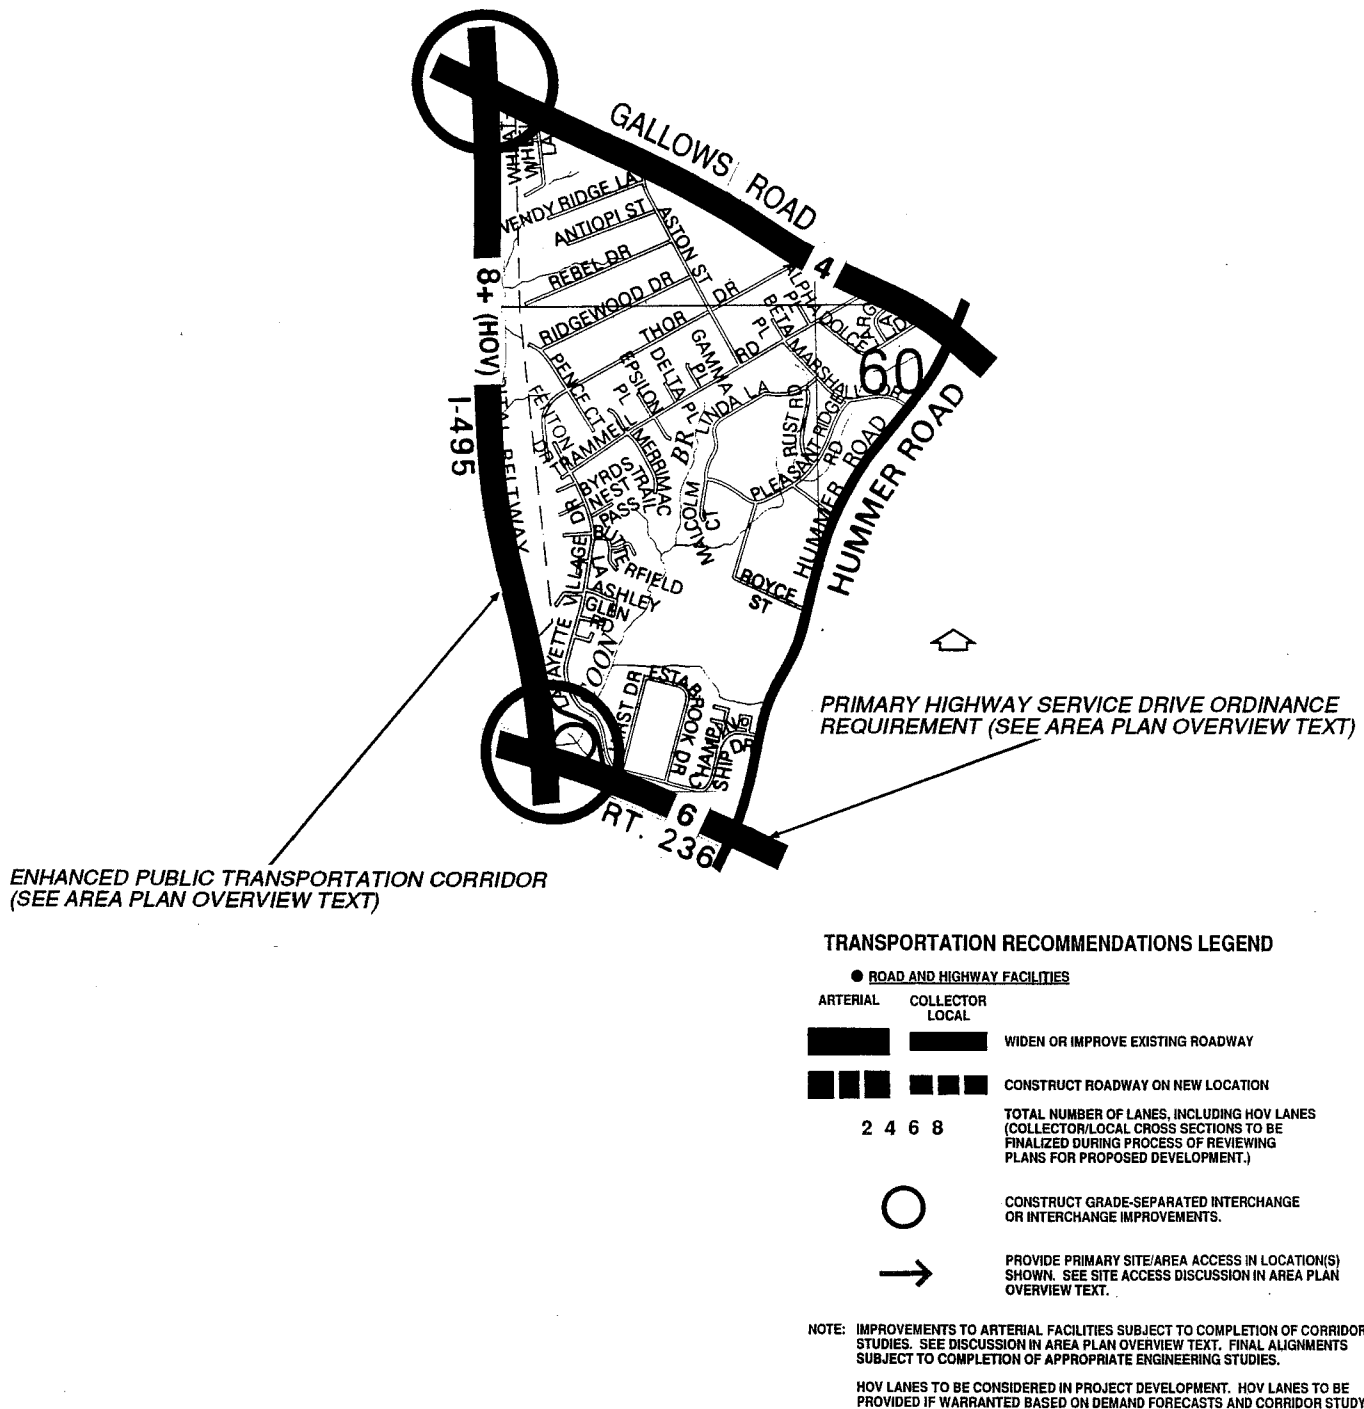 GALLOWS ROAD
WENDY RIDGE LA
ANTIOPI ST
ASTON ST
REBEL DR
RIDGEWOOD DR
THOR DR
ALPHA PL
BETA PL
DOLCE
4
8+ (HOV)
I-495
60
PENCE CT
EPSILON PL
DELTA PL
GAMMA PL
RD
LINDA LA
MARSHALL DR
RUST RD
PLEASANT RIDGE RD
FENTON DR
TRAMMELL
MERRIMAC TRAIL
BR
BYRDS NEST PASS
MALCOLM CT
BELTWAY
HUMMER ROAD
HUMMER ROAD
VILLAGE DR
BUTTERFIELD LA
ASHLEY GLEN RD
ROYCE ST
ESTABROOK DR
CHAMPION SHIP DR
6
RT. 236
PRIMARY HIGHWAY SERVICE DRIVE ORDINANCE
REQUIREMENT (SEE AREA PLAN OVERVIEW TEXT)
ENHANCED PUBLIC TRANSPORTATION CORRIDOR
(SEE AREA PLAN OVERVIEW TEXT)
TRANSPORTATION RECOMMENDATIONS LEGEND
● ROAD AND HIGHWAY FACILITIES
ARTERIAL COLLECTOR
LOCAL
WIDEN OR IMPROVE EXISTING ROADWAY
CONSTRUCT ROADWAY ON NEW LOCATION
2 4 6 8
TOTAL NUMBER OF LANES, INCLUDING HOV LANES
(COLLECTOR/LOCAL CROSS SECTIONS TO BE
FINALIZED DURING PROCESS OF REVIEWING
PLANS FOR PROPOSED DEVELOPMENT.)
CONSTRUCT GRADE-SEPARATED INTERCHANGE
OR INTERCHANGE IMPROVEMENTS.
PROVIDE PRIMARY SITE/AREA ACCESS IN LOCATION(S)
SHOWN. SEE SITE ACCESS DISCUSSION IN AREA PLAN
OVERVIEW TEXT.
NOTE: IMPROVEMENTS TO ARTERIAL FACILITIES SUBJECT TO COMPLETION OF CORRIDOR
STUDIES. SEE DISCUSSION IN AREA PLAN OVERVIEW TEXT. FINAL ALIGNMENTS
SUBJECT TO COMPLETION OF APPROPRIATE ENGINEERING STUDIES.
HOV LANES TO BE CONSIDERED IN PROJECT DEVELOPMENT. HOV LANES TO BE
PROVIDED IF WARRANTED BASED ON DEMAND FORECASTS AND CORRIDOR STUDY